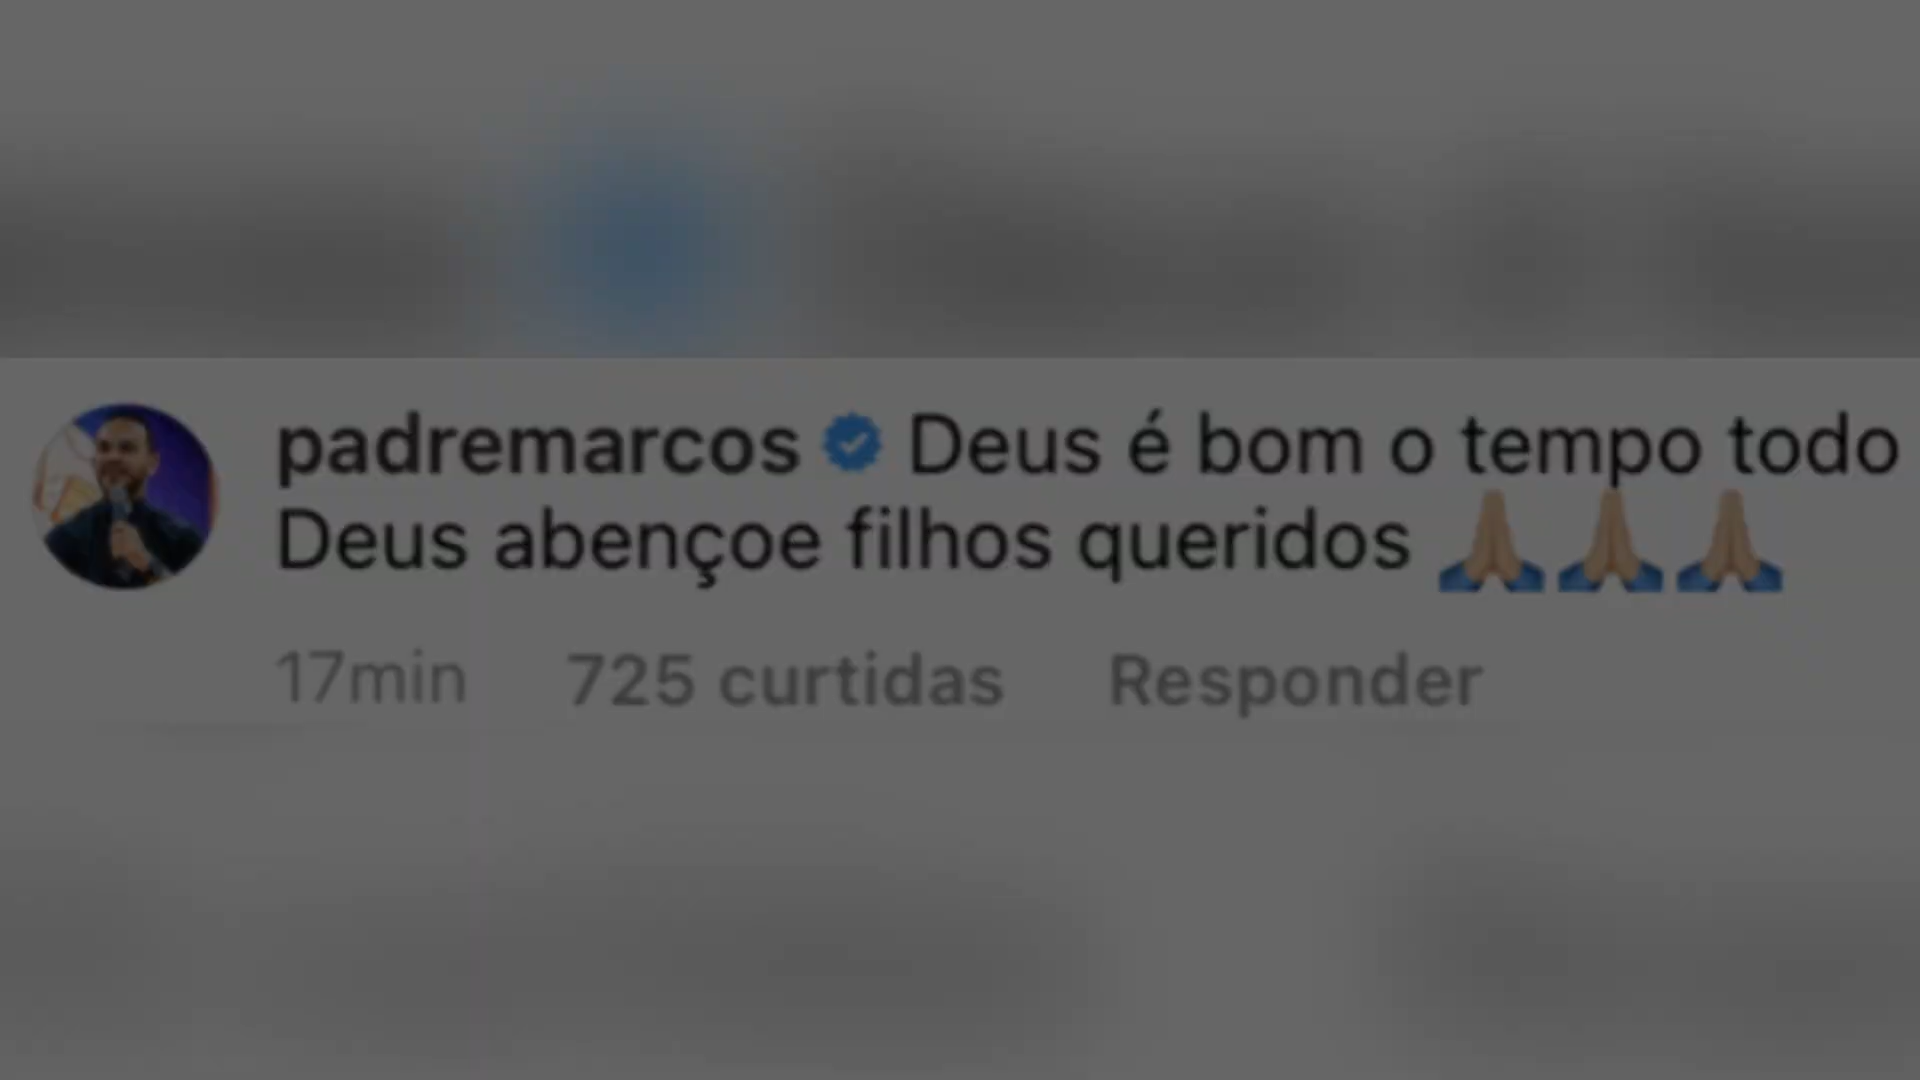 padremarcos Deus é bom o tempo todo
Deus abençoe filhos queridos 🙏🏼🙏🏼🙏🏼
17min 725 curtidas Responder